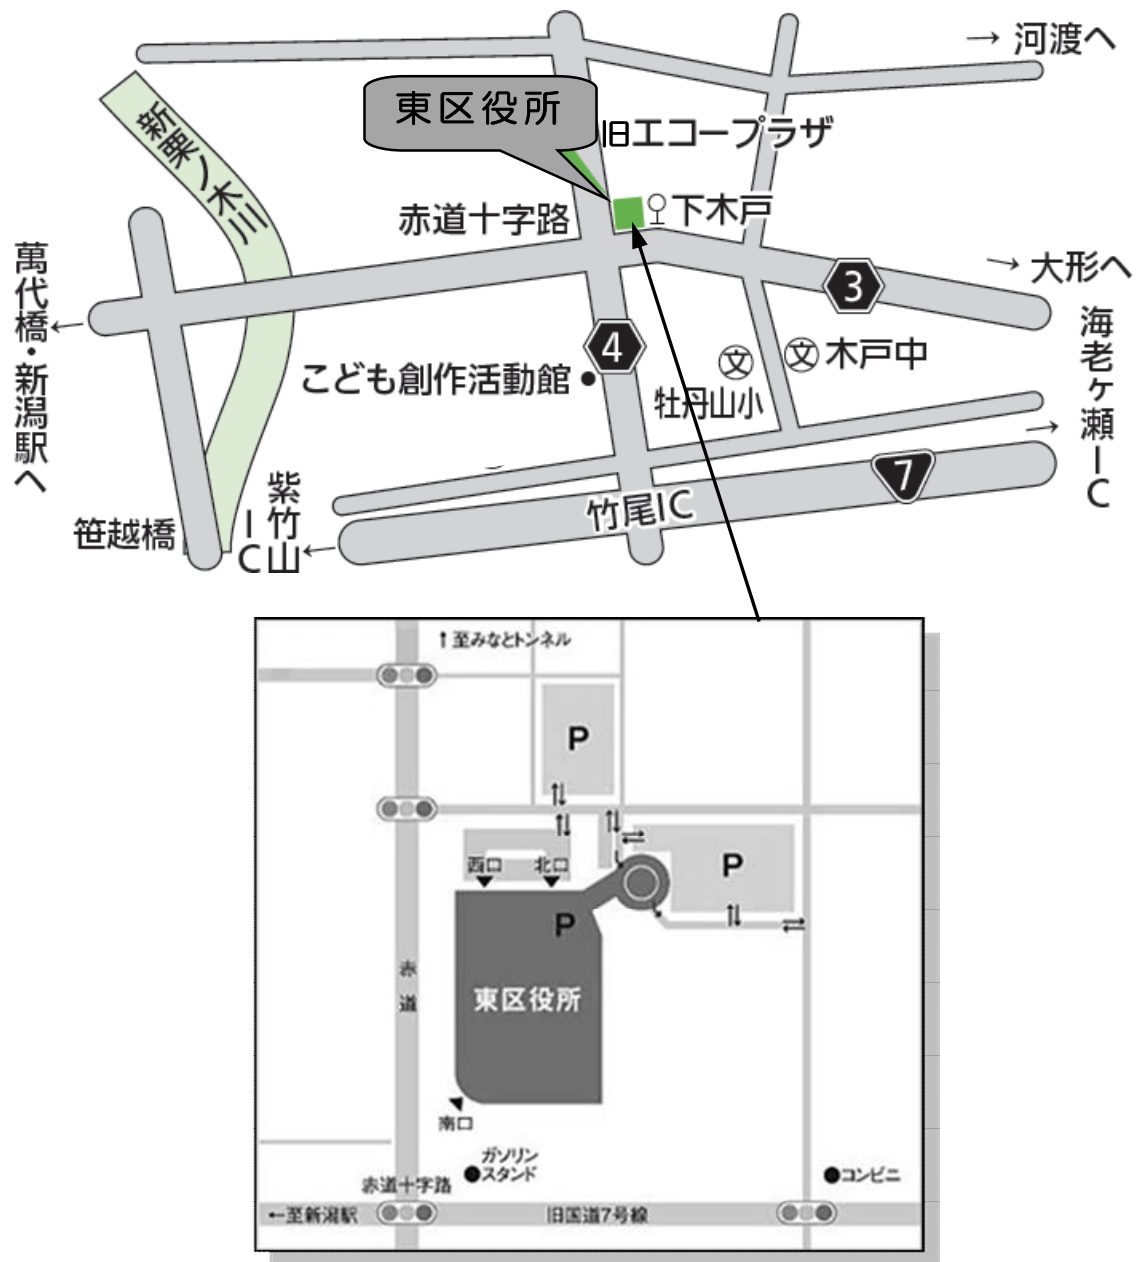 → 河渡へ
東区役所
旧エコープラザ
新栗ノ木川
下木戸
赤道十字路
萬代橋・新潟駅へ
←
→ 大形へ
3
海老ヶ瀬IC
→
4
文
文 木戸中
こども創作活動館
牡丹山小
7
竹尾IC
紫竹山IC
←
笹越橋
↑至みなとトンネル
P
P
西口
北口
P
赤道
東区役所
南口
ガソリン
スタンド
コンビニ
赤道十字路
←至新潟駅
旧国道7号線